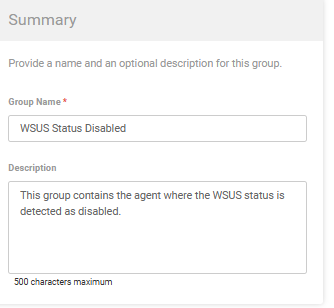 Summary
Provide a name and an optional description for this group.
Group Name *
WSUS Status Disabled
Description
This group contains the agent where the WSUS status is
detected as disabled.
500 characters maximum